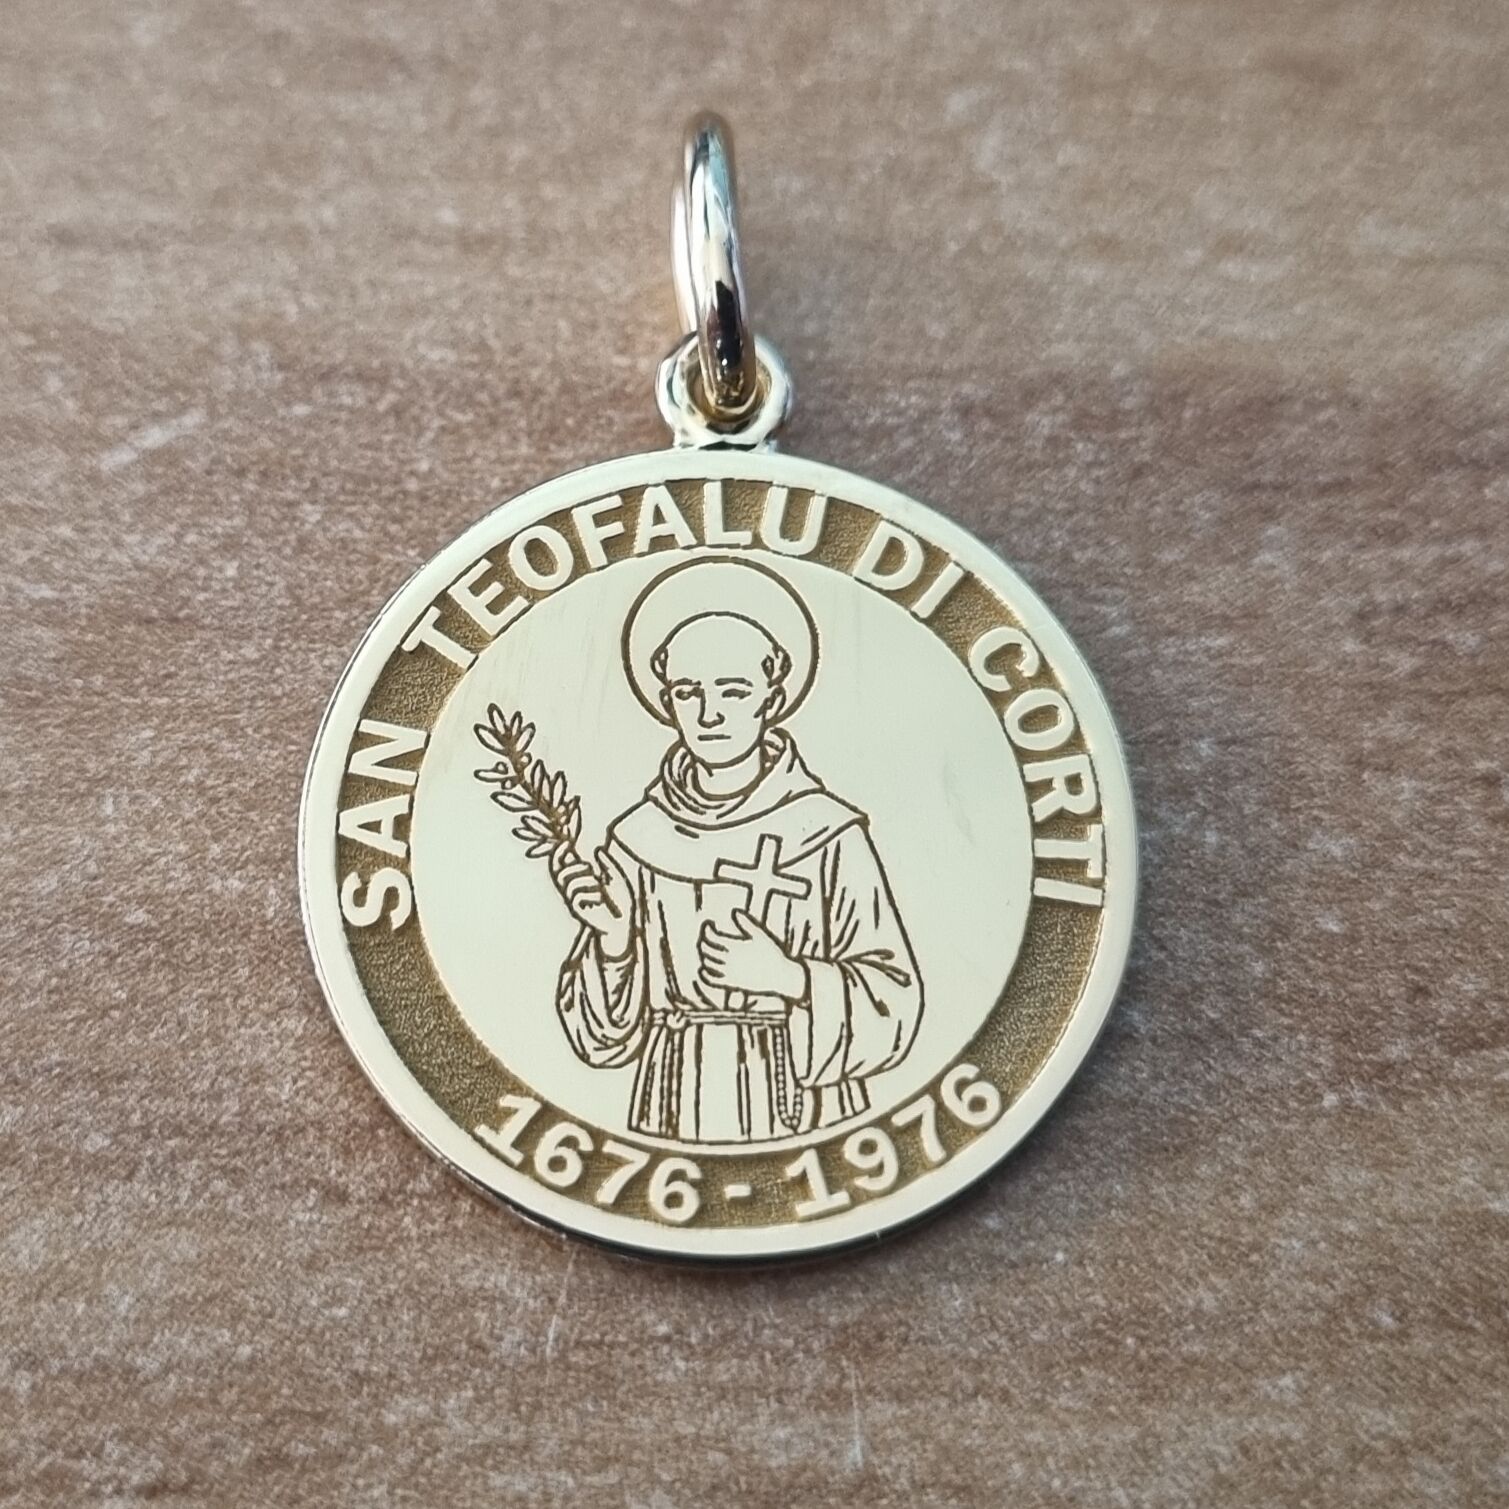 SAN TEOFALU DI CORTI
1676 - 1976